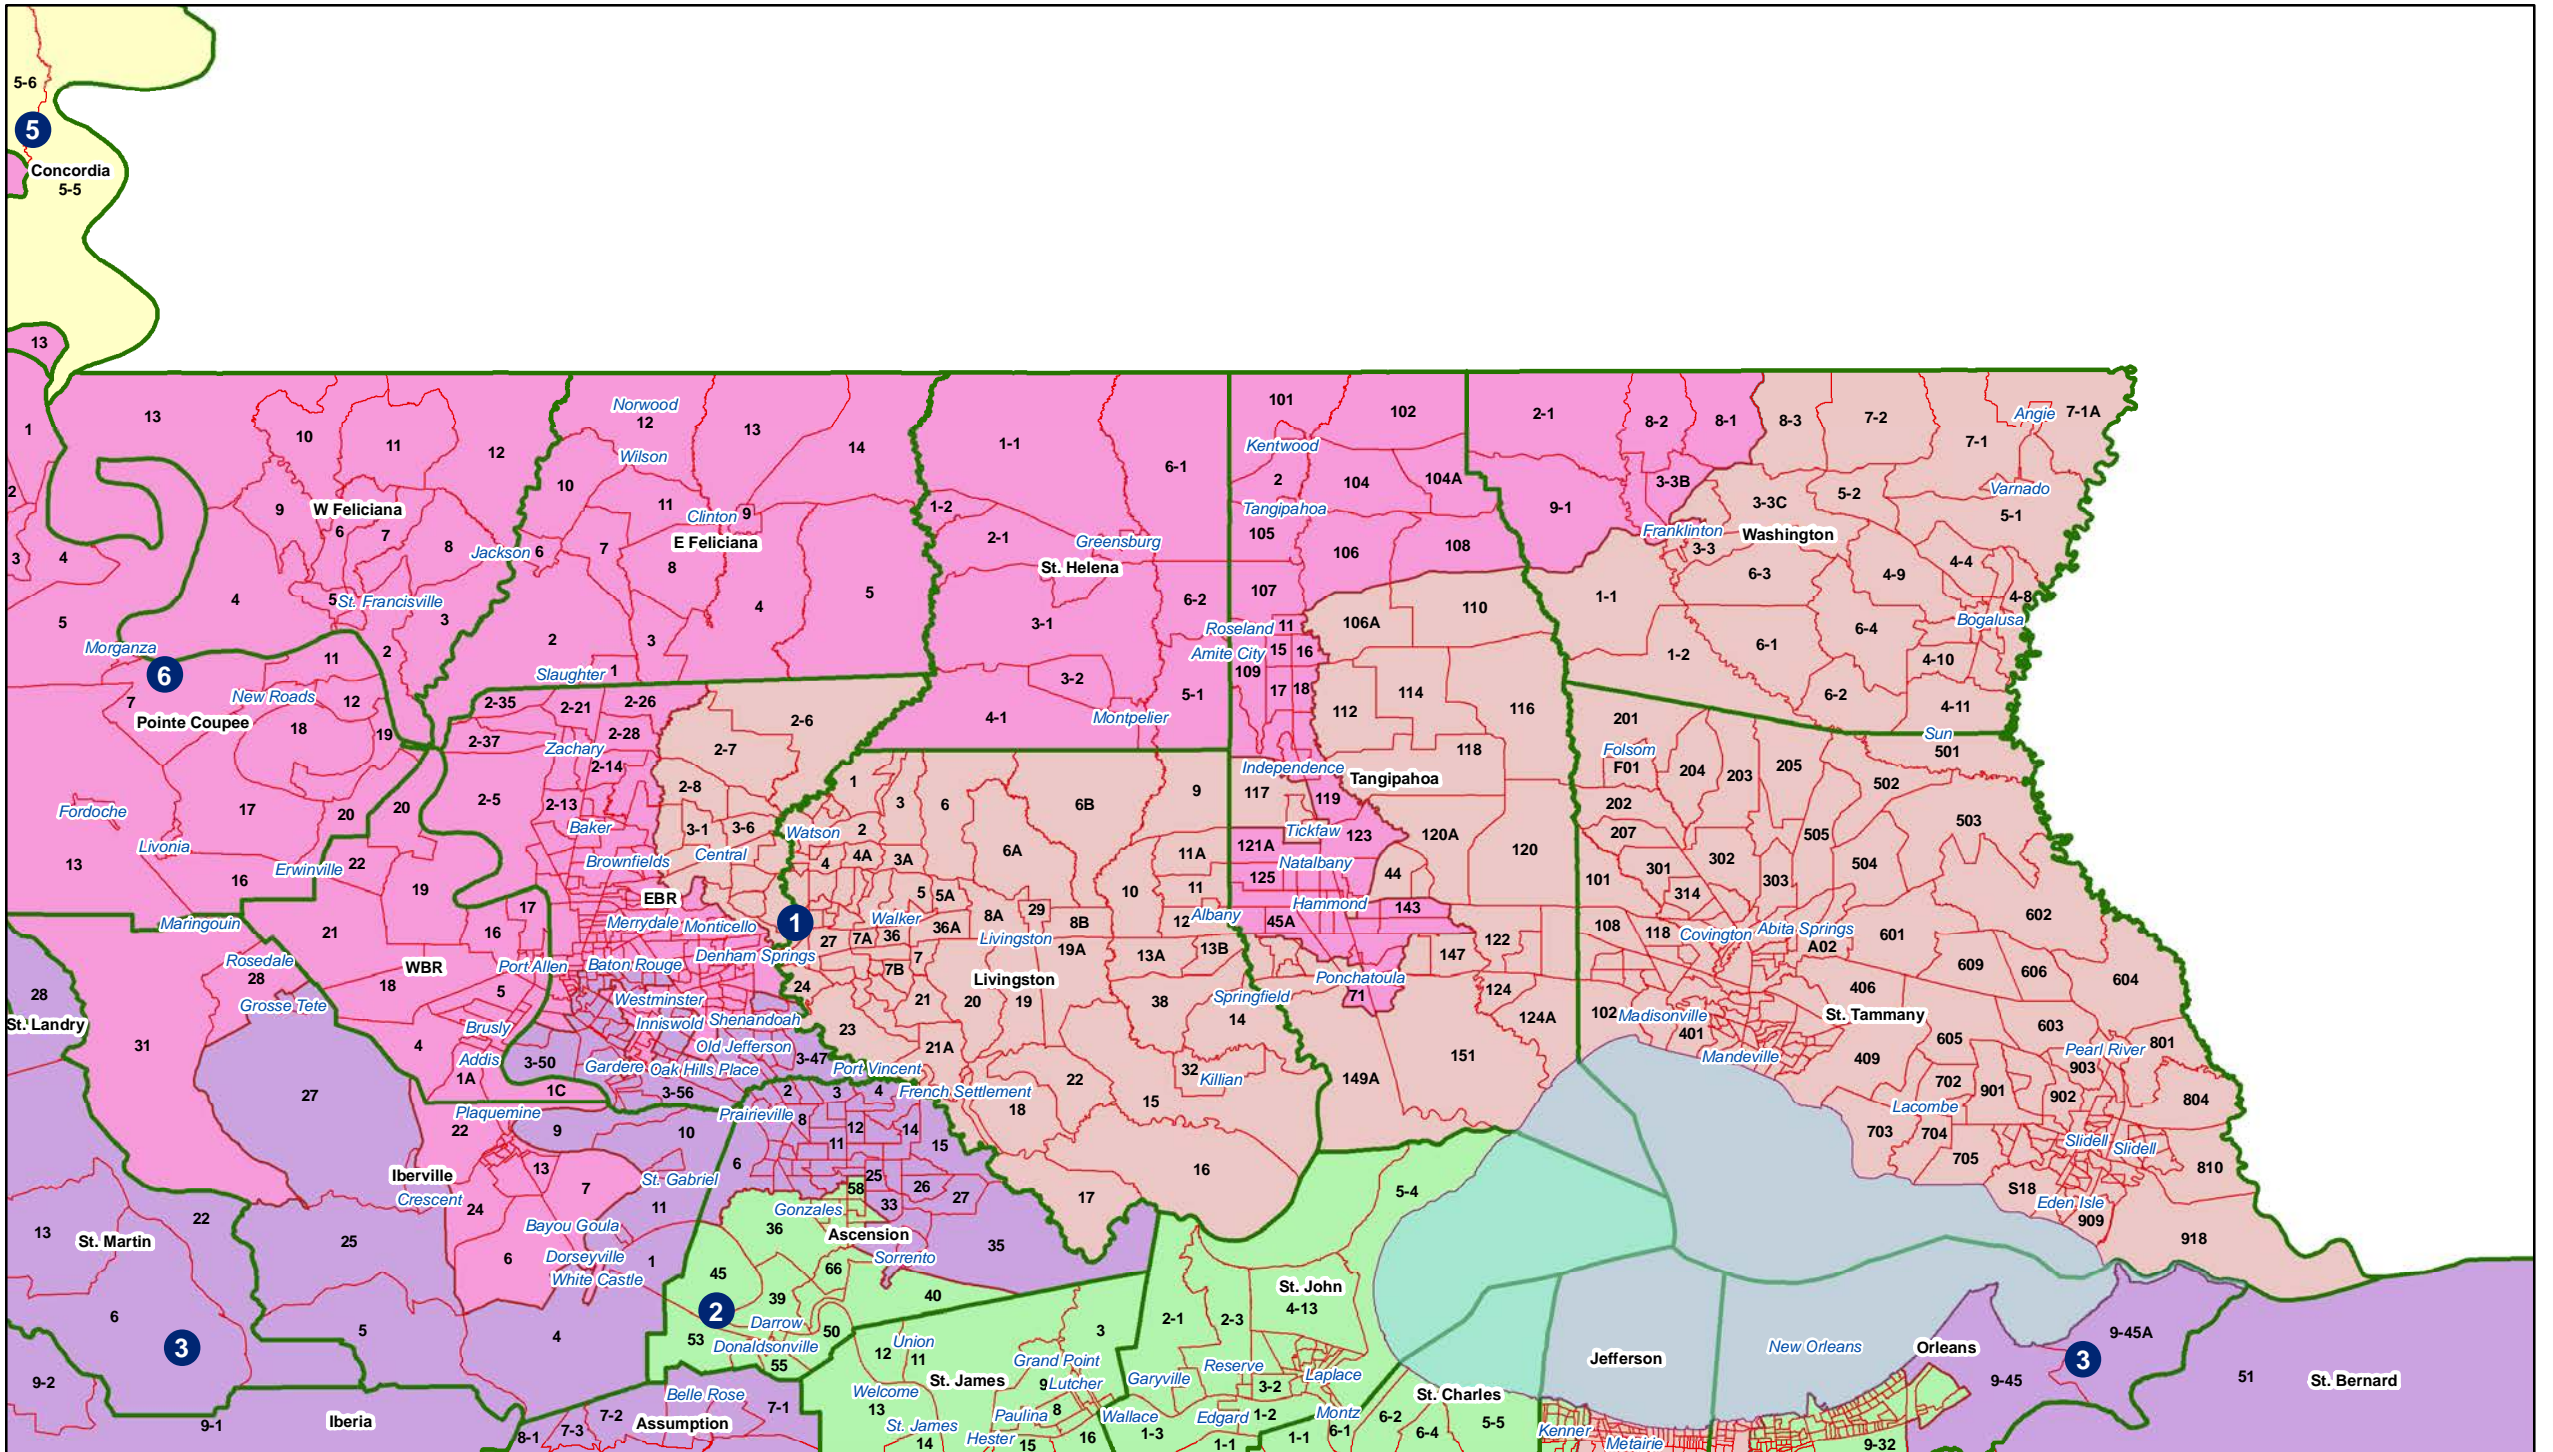 5-6
5
Concordia
5-5
13
1
13
10
11
12
Norwood
12
13
14
Wilson
1-1
6-1
101
102
Kentwood
2-1
8-2
8-1
8-3
7-2
Angie
7-1A
7-1
2
9
W Feliciana
6
7
8
10
11
Clinton
9
E Feliciana
Jackson
6
7
8
1-2
2-1
Greensburg
St. Helena
2
104
104A
Tangipahoa
105
106
108
9-1
3-3B
3-3C
5-2
Varnado
5-1
Franklinton
3-3
Washington
3
4
5
4
5
St. Francisville
3
2
3
4
5
3-1
6-2
107
110
106A
Roseland
11
1-1
6-3
4-9
4-4
4-8
Bogalusa
Morganza
6
11
2
Slaughter
1
3-2
5-1
Amite City
15
16
109
17
18
112
114
116
1-2
6-1
6-4
4-10
6-2
4-11
7
New Roads
12
Pointe Coupee
18
19
2-35
2-21
2-26
2-37
Zachary
2-28
2-14
2-6
2-7
4-1
Montpelier
118
201
Folsom
F01
204
203
205
Sun
501
502
Fordoche
17
20
20
2-5
2-13
Baker
2-8
3-1
3-6
Watson
1
3
6
6B
9
Independence
Tangipahoa
117
119
202
207
503
Livonia
13
16
Erwinville
22
19
Brownfields
Central
2
4
4A
3A
6A
11A
Tickfaw
123
121A
Natalbany
120A
120
301
302
505
504
EBR
17
16
Merrydale
Monticello
1
5
5A
8A
29
8B
10
11
12
Albany
125
44
Hammond
143
45A
101
314
303
602
Maringouin
21
WBR
Port Allen
Baton Rouge
Denham Springs
27
7A
36
Walker
36A
Livingston
19A
13A
13B
7
7B
147
122
108
118
Covington
Abita Springs
A02
601
Rosedale
28
18
5
Westminster
24
Livingston
21
20
19
38
Springfield
14
Ponchatoula
71
124
609
606
604
406
28
St. Landry
Grosse Tete
Brusly
Inniswold
Shenandoah
23
124A
102
Madisonville
401
St. Tammany
31
4
Addis
3-50
Old Jefferson
3-47
21A
151
Mandeville
409
605
603
Pearl River
801
903
1A
1C
Gardere
Oak Hills Place
Port Vincent
3-56
2
3
4
French Settlement
22
32
Killian
149A
702
901
902
804
27
Plaquemine
22
9
10
Prairieville
8
12
14
11
15
18
15
Lacombe
703
704
Slidell
Slidell
Iberville
13
7
St. Gabriel
6
25
58
26
27
33
16
17
5-4
705
810
S18
Eden Isle
909
Crescent
24
11
Gonzales
36
Ascension
22
13
St. Martin
25
Bayou Goula
6
Dorseyville
1
White Castle
Sorrento
35
918
45
66
39
40
2
Darrow
53
50
Donaldsonville
55
St. John
4-13
2-1
2-3
3
6
3
5
4
12
Union
11
Grand Point
Jefferson
New Orleans
Orleans
9-45A
3
9-2
9-1
Iberia
8-1
7-3
7-2
Belle Rose
Assumption
7-1
Welcome
13
St. James
St. James
14
9
Lutcher
Paulina
8
Hester
15
16
Garyville
Reserve
3-2
Laplace
Wallace
1-3
Edgard
1-2
1-1
Montz
6-1
1-1
St. Charles
6-2
6-4
5-5
Kenner
Metairie
9-32
9-45
51
St. Bernard